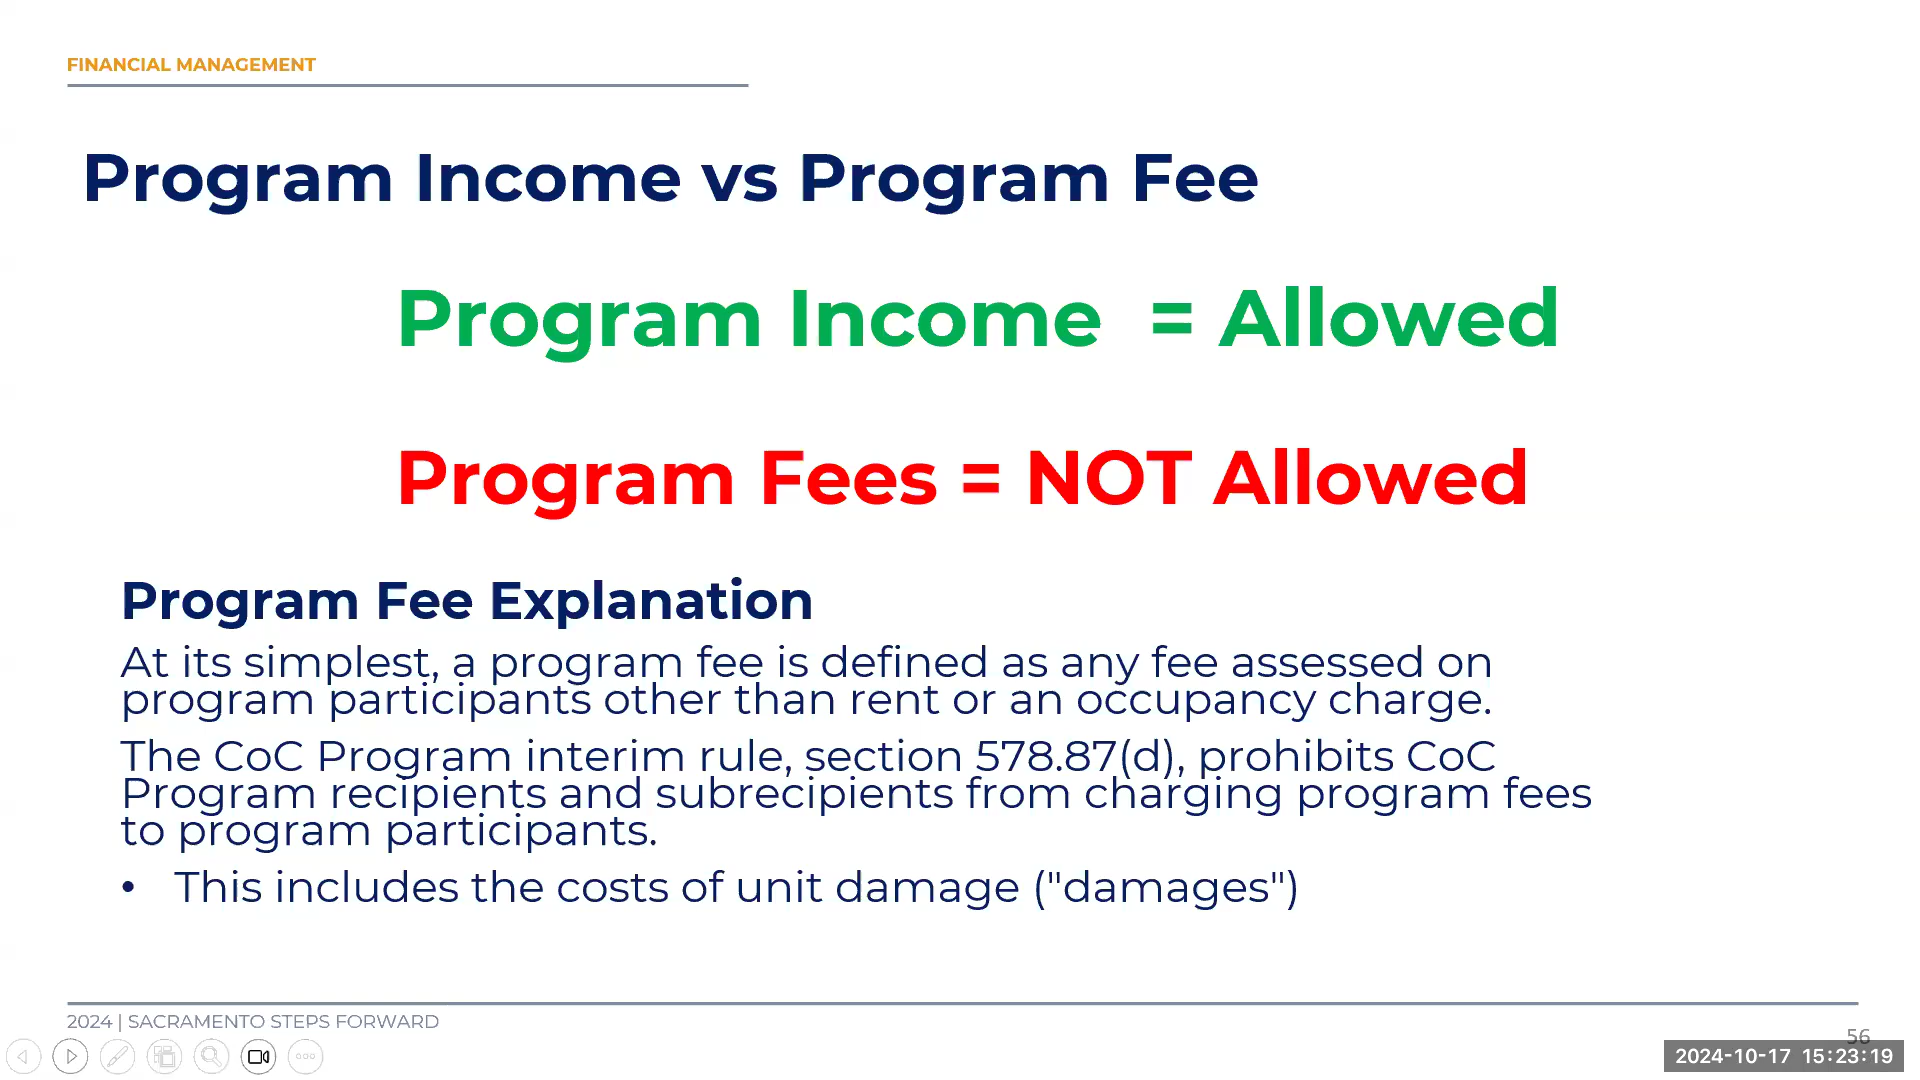 FINANCIAL MANAGEMENT
Program Income vs Program Fee
Program Income = Allowed
Program Fees = NOT Allowed
Program Fee Explanation
At its simplest, a program fee is defined as any fee assessed on
program participants other than rent or an occupancy charge.
The CoC Program interim rule, section 578.87(d), prohibits CoC
Program recipients and subrecipients from charging program fees
to program participants.
• This includes the costs of unit damage ("damages")
2024 | SACRAMENTO STEPS FORWARD
56
2024-10-17 15:23:19